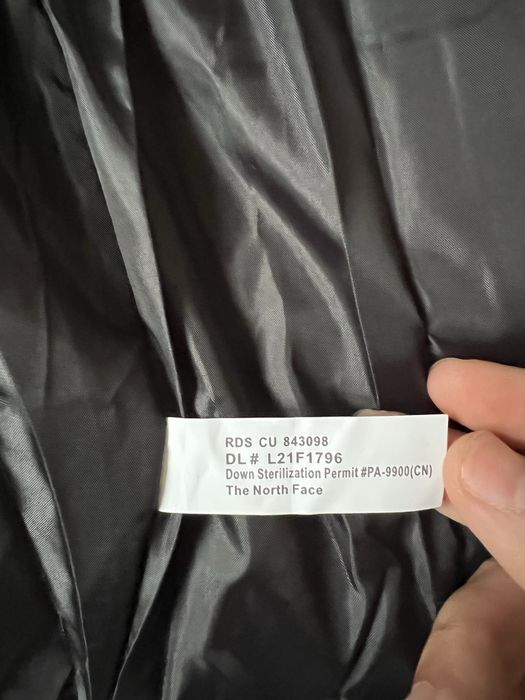 RDS CU 843098
DL# L21F1796
Down Sterilization Permit #PA-9900(CN)
The North Face